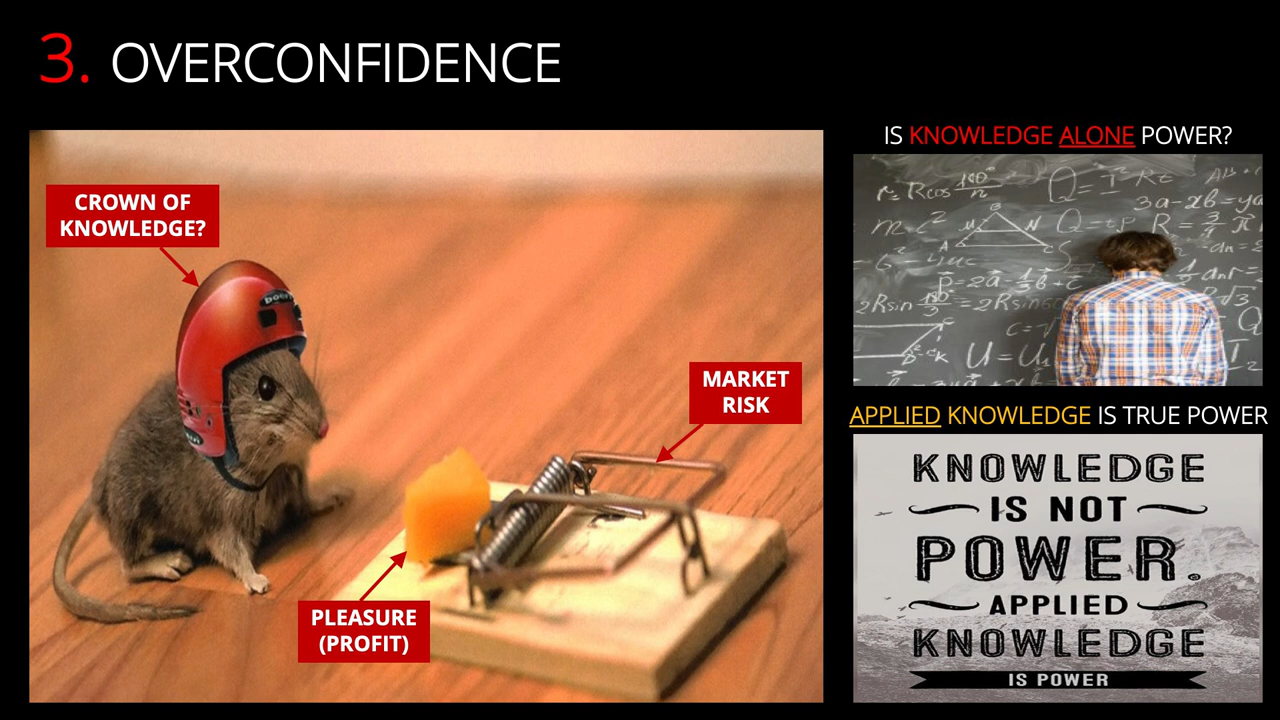 3. OVERCONFIDENCE
CROWN OF
KNOWLEDGE?
MARKET
RISK
PLEASURE
(PROFIT)
IS KNOWLEDGE ALONE POWER?
APPLIED KNOWLEDGE IS TRUE POWER
KNOWLEDGE
IS NOT
POWER.
APPLIED
KNOWLEDGE
IS POWER